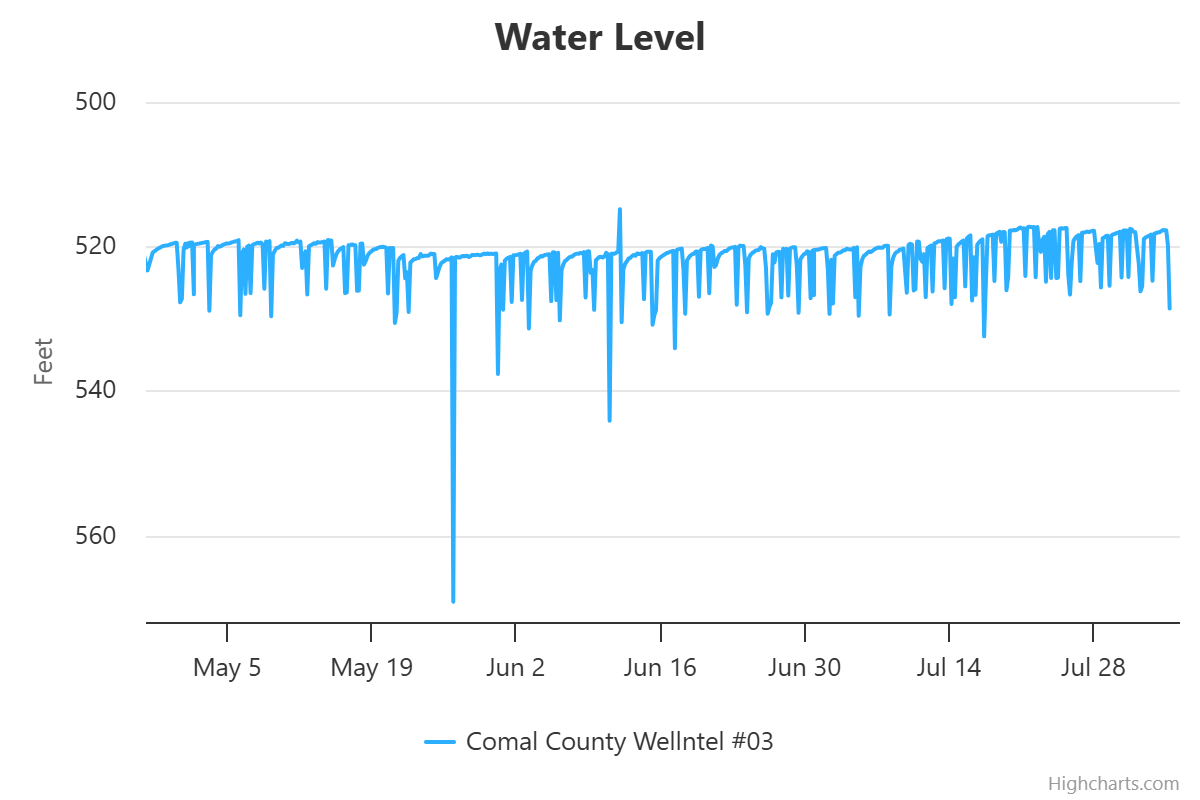 Water Level
500
520
540
560
Feet
May 5
May 19
Jun 2
Jun 16
Jun 30
Jul 14
Jul 28
Comal County Wellntel #03
Highcharts.com